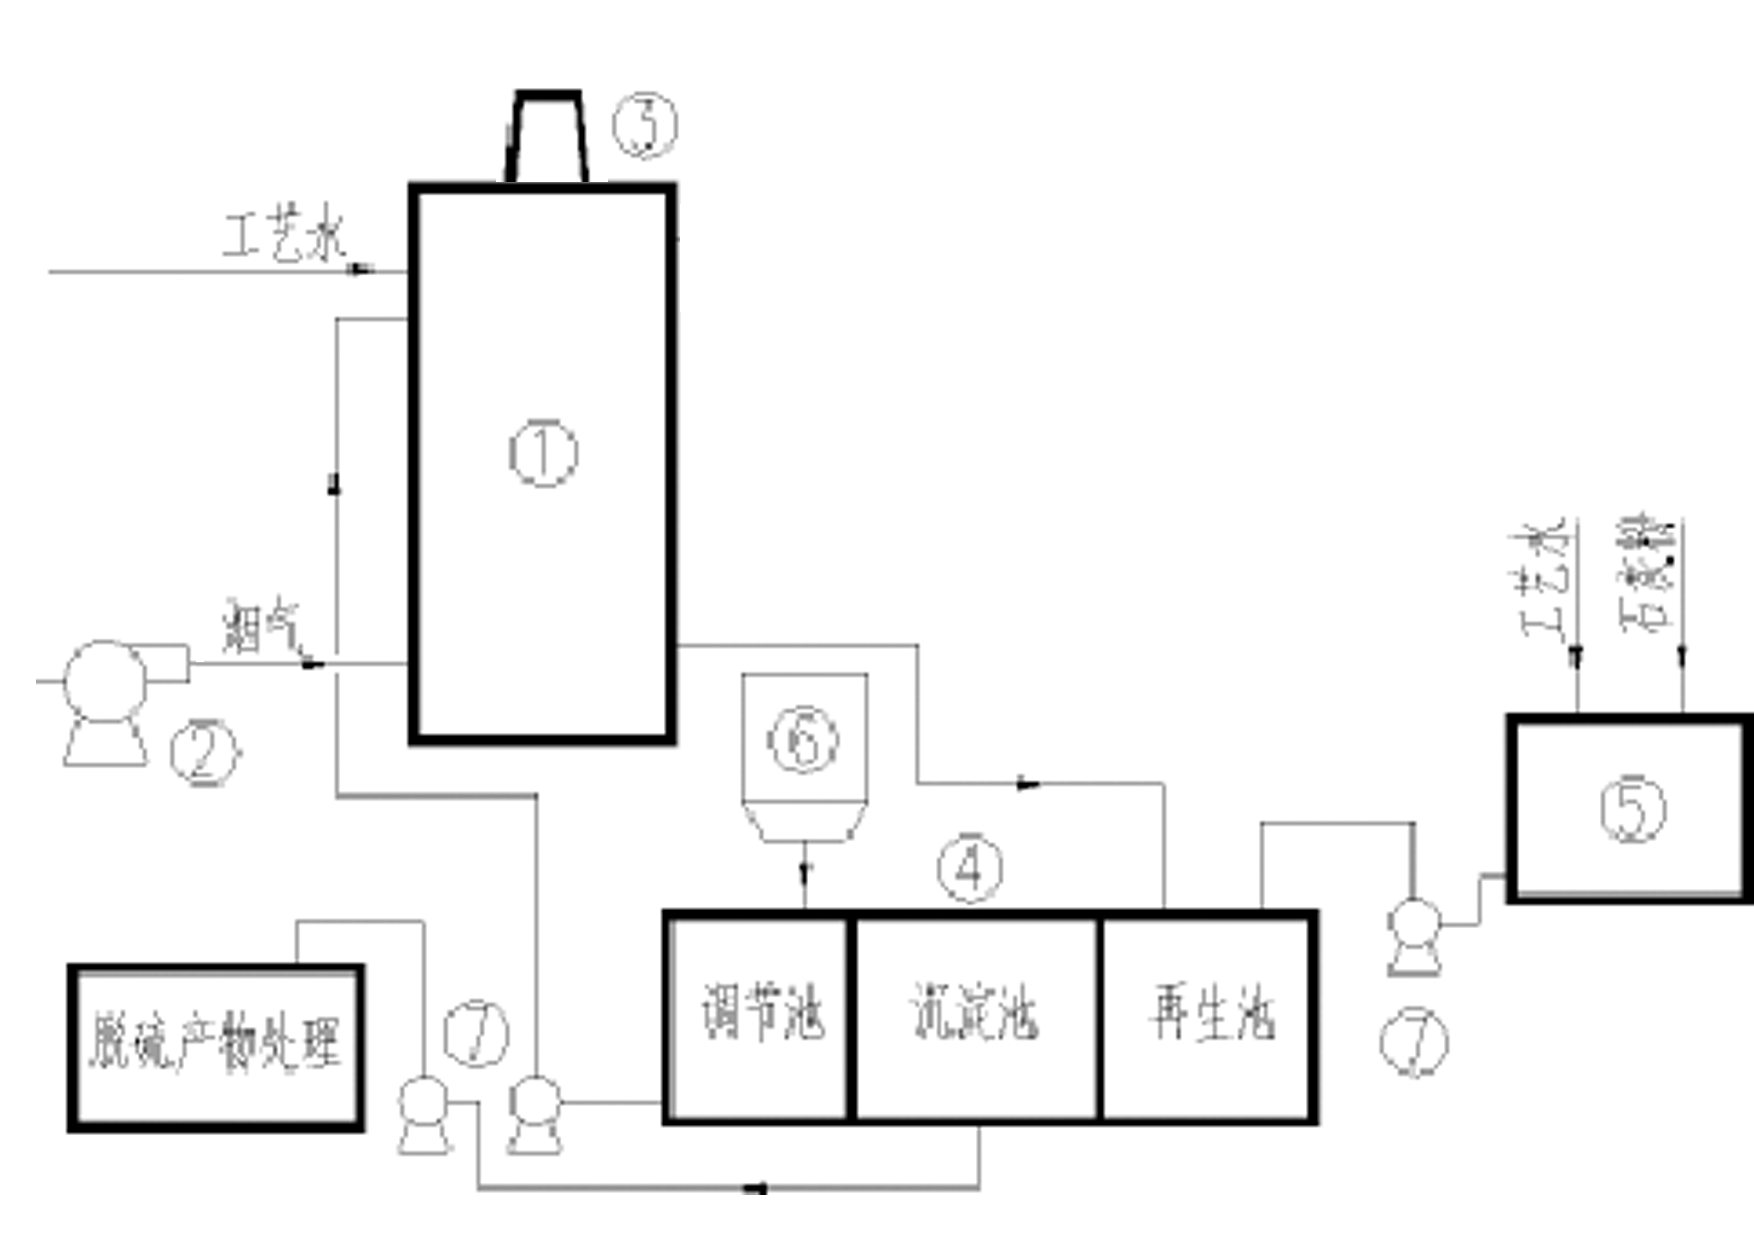 ③
工艺水
①
工艺水
石灰粉
烟气
②
⑥
⑤
④
调节池
沉淀池
再生池
脱硫产物处理
⑦
⑦